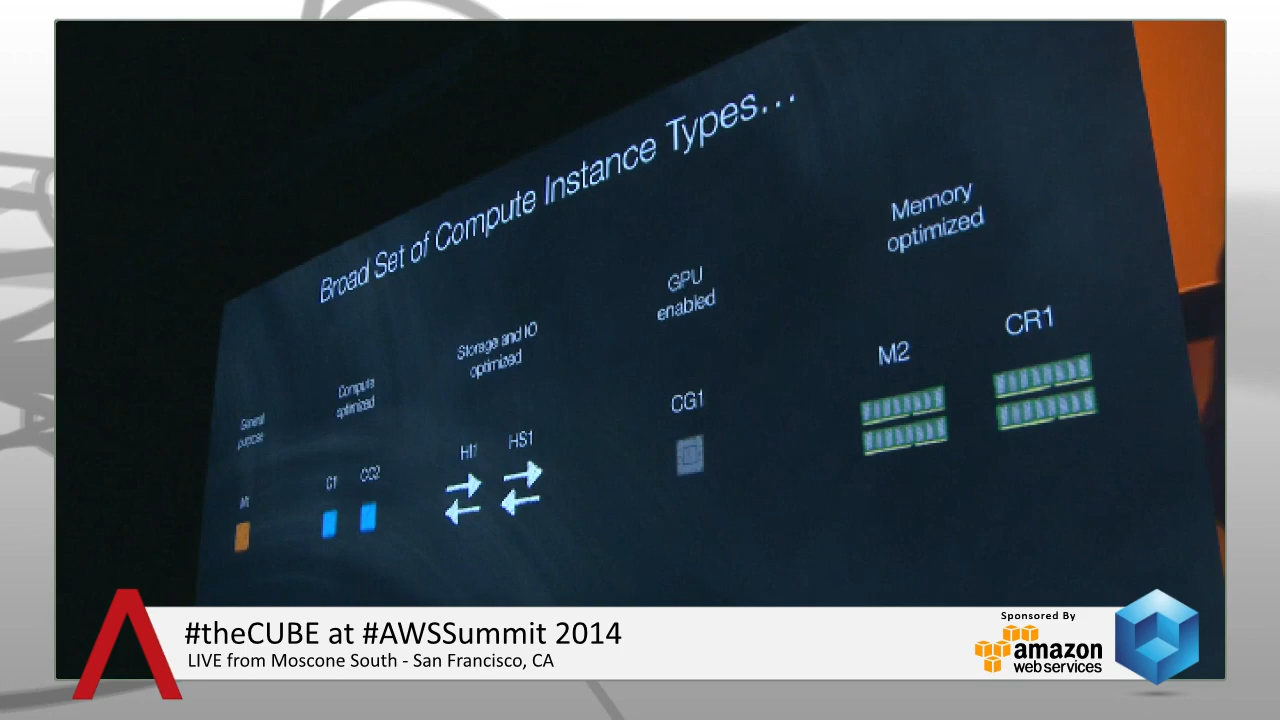 Broad Set of Compute Instance Types...
Memory
optimized
GPU
enabled
Storage and IO
optimized
Compute
optimized
General
purpose
M1
C1
CC2
HI1
HS1
CG1
M2
CR1
#theCUBE at #AWSSummit 2014
LIVE from Moscone South - San Francisco, CA
Sponsored By
amazon
web services